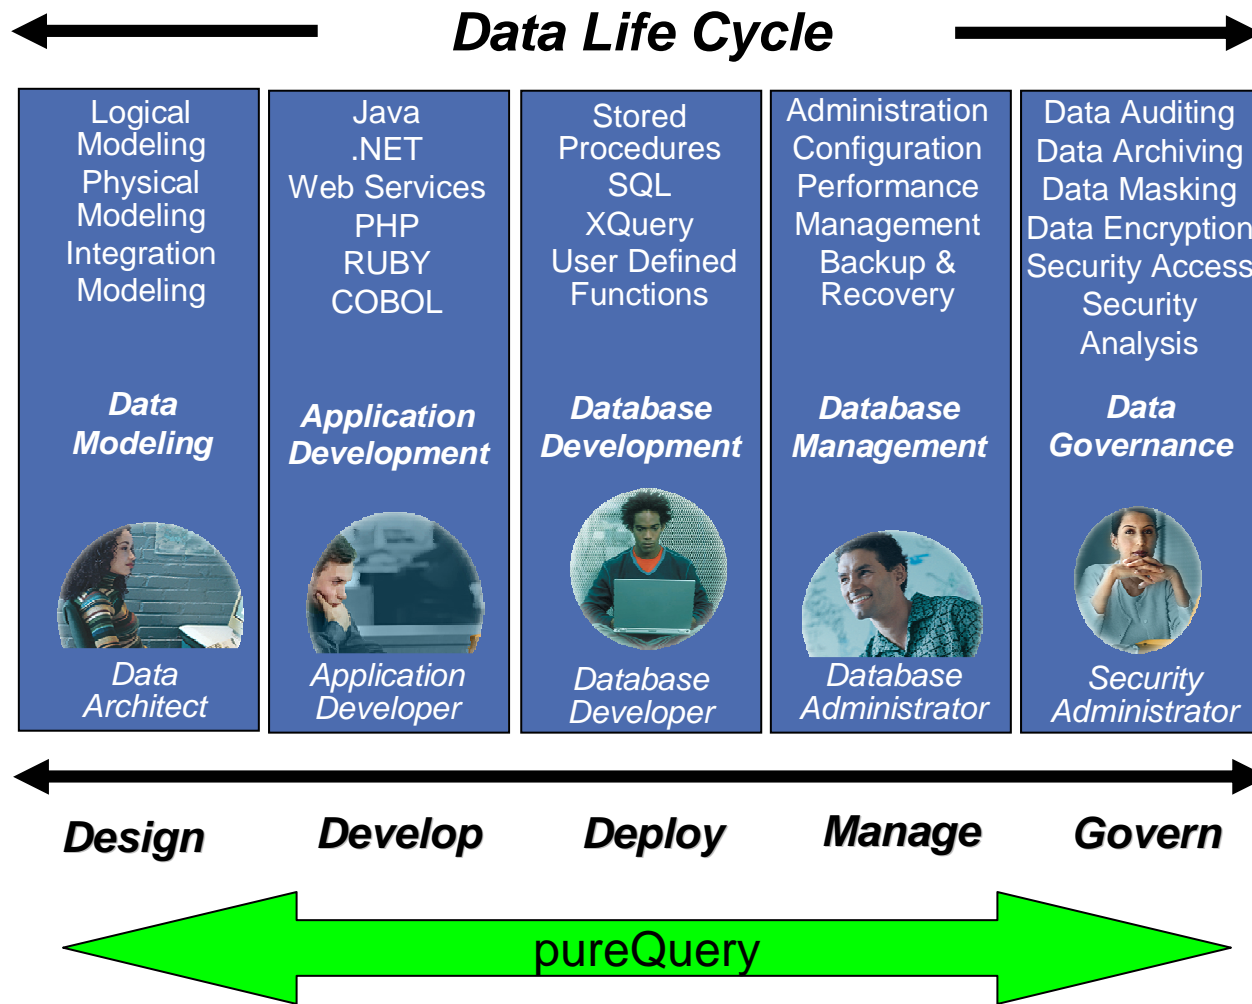 Data Life Cycle
Logical
Modeling
Physical
Modeling
Integration
Modeling
Data
Modeling
Data
Architect
Java
.NET
Web Services
PHP
RUBY
COBOL
Application
Development
Application
Developer
Stored
Procedures
SQL
XQuery
User Defined
Functions
Database
Development
Database
Developer
Administration
Configuration
Performance
Management
Backup &
Recovery
Database
Management
Database
Administrator
Data Auditing
Data Archiving
Data Masking
Data Encryption
Security Access
Security
Analysis
Data
Governance
Security
Administrator
Design
Develop
Deploy
Manage
Govern
pureQuery